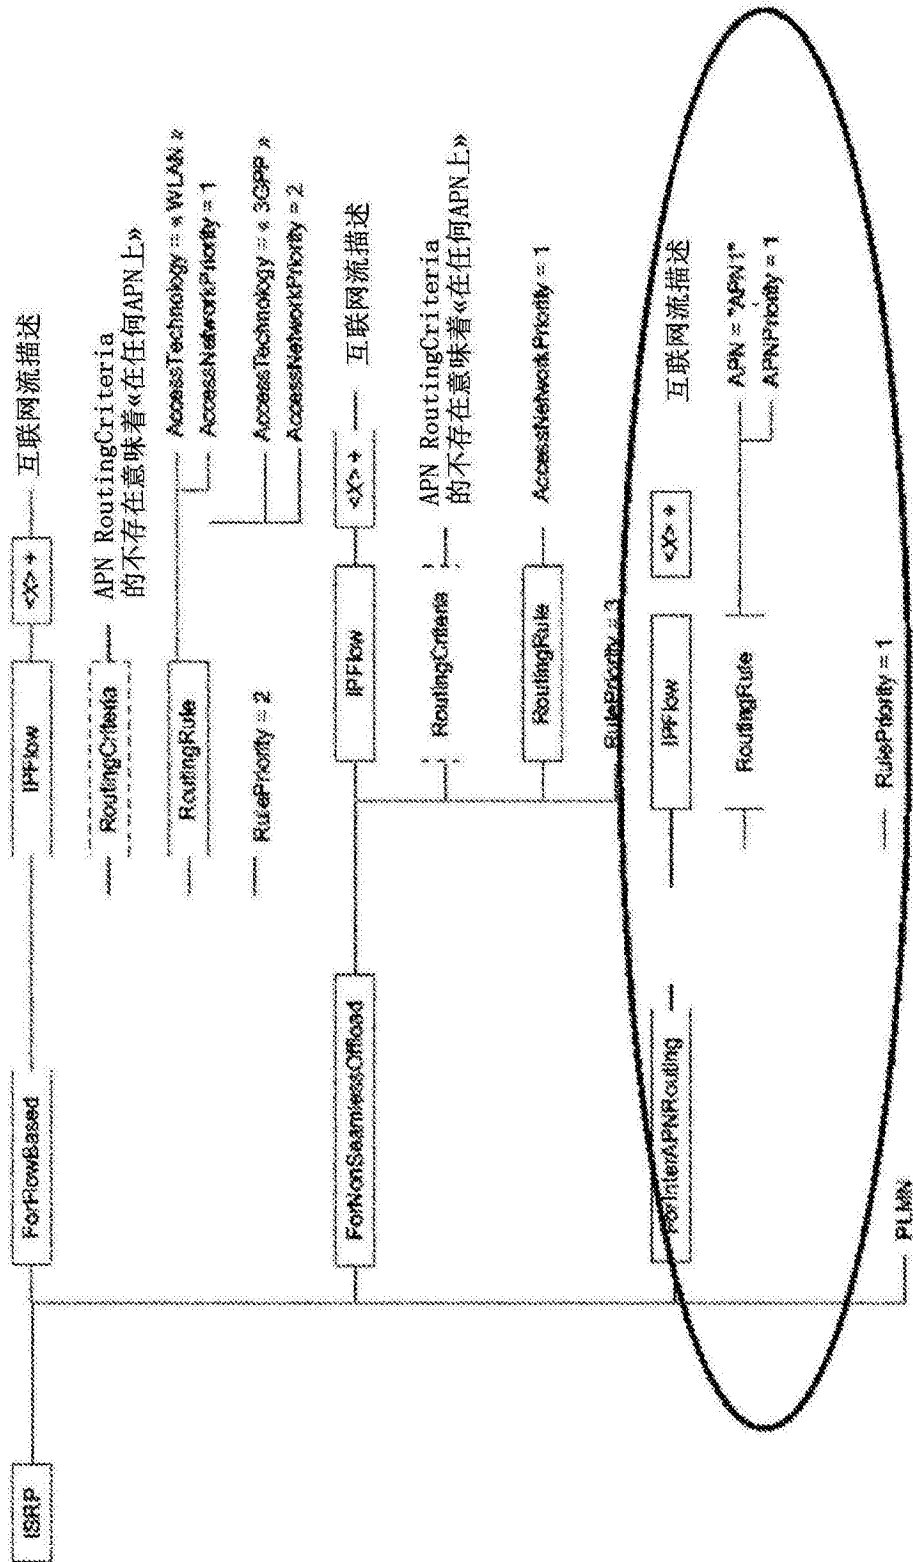 ISRP
ForFlowBased
IPFlow
<X>+
互联网流描述
RoutingCriteria
APN RoutingCriteria
的不存在意味着«在任何APN上»
RoutingRule
AccessTechnology = « WLAN »
AccessNetworkPriority = 1
AccessTechnology = « 3GPP »
AccessNetworkPriority = 2
RulePriority = 2
ForNonSeamlessOffload
IPFlow
<X>+
互联网流描述
RoutingCriteria
APN RoutingCriteria
的不存在意味着«在任何APN上»
RoutingRule
AccessNetworkPriority = 1
RulePriority = 3
ForInterAPNRouting
IPFlow
<X>+
互联网流描述
RoutingRule
APN = "APN1"
APNPriority = 1
RulePriority = 1
PLMN